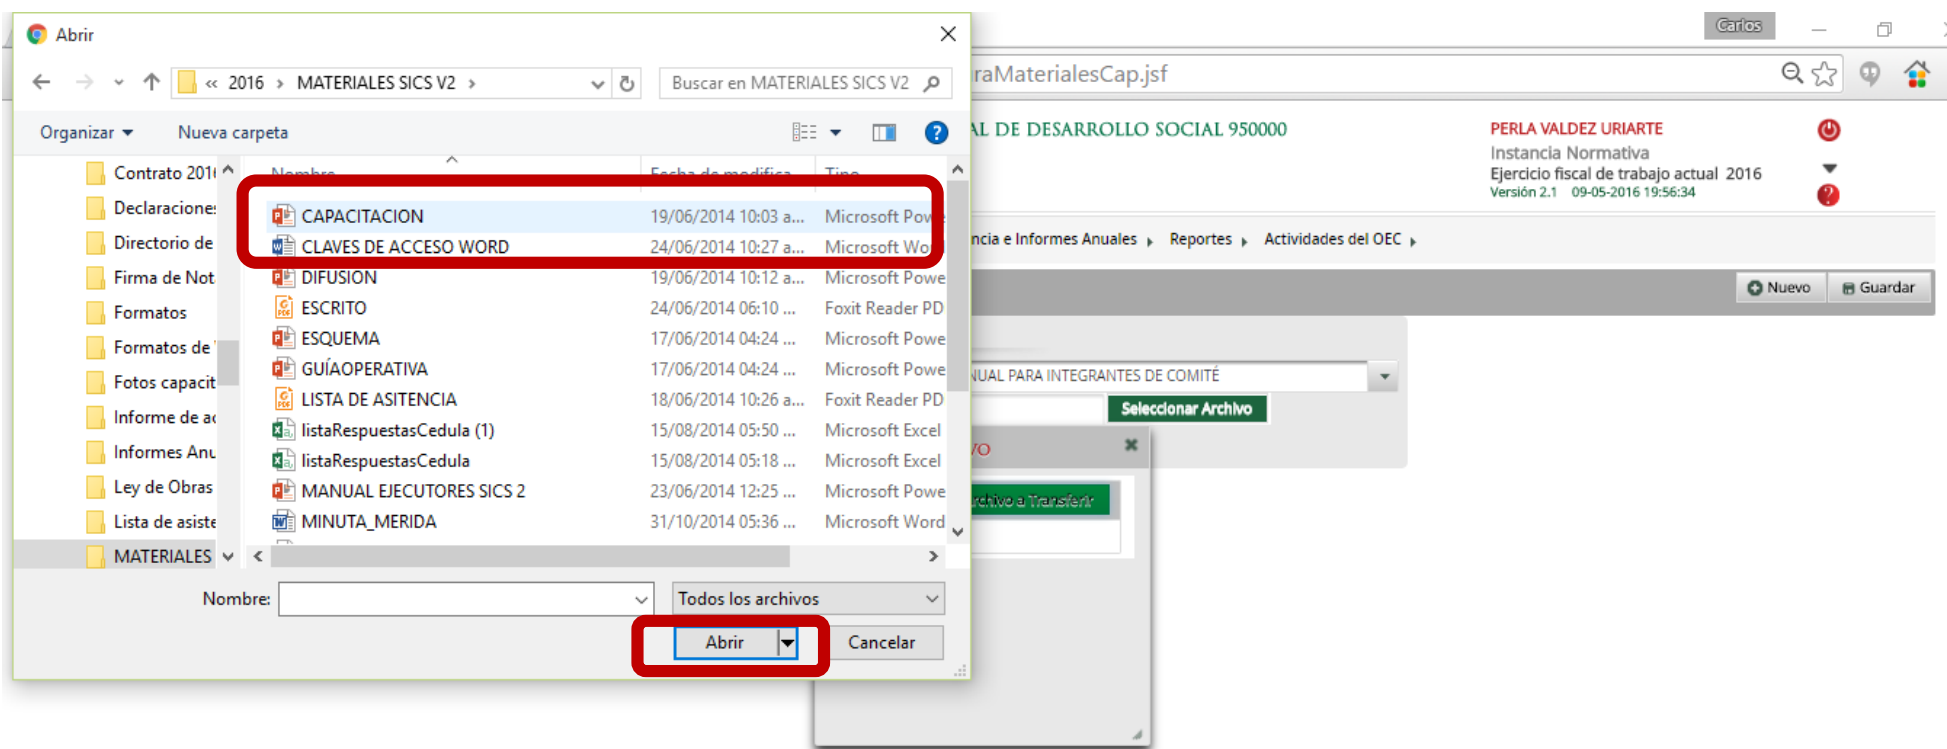 Abrir
Carlos
« 2016 > MATERIALES SICS V2 >
Buscar en MATERIALES SICS V2
raMaterialesCap.jsf
Organizar
Nueva carpeta
AL DE DESARROLLO SOCIAL 950000
PERLA VALDEZ URIARTE
Instancia Normativa
Ejercicio fiscal de trabajo actual 2016
Versión 2.1 09-05-2016 19:56:34
ncia e Informes Anuales
Reportes
Actividades del OEC
Nuevo
Guardar
Contrato 201
Declaracione
Directorio de
Firma de Not
Formatos
Formatos de
Fotos capacit
Informe de a
Informes Anu
Ley de Obras
Lista de asiste
MATERIALES
Nombre Fecha de modifica... Tipo
CAPACITACION 19/06/2014 10:03 a... Microsoft Powe
CLAVES DE ACCESO WORD 24/06/2014 10:27 a... Microsoft Wor
DIFUSION 19/06/2014 10:12 a... Microsoft Powe
ESCRITO 24/06/2014 06:10 ... Foxit Reader PD
ESQUEMA 17/06/2014 04:24 ... Microsoft Powe
GUÍAOPERATIVA 17/06/2014 04:24 ... Microsoft Powe
LISTA DE ASITENCIA 18/06/2014 10:26 a... Foxit Reader PD
listaRespuestasCedula (1) 15/08/2014 05:50 ... Microsoft Excel
listaRespuestasCedula 15/08/2014 05:18 ... Microsoft Excel
MANUAL EJECUTORES SICS 2 23/06/2014 12:25 ... Microsoft Powe
MINUTA_MERIDA 31/10/2014 05:36 ... Microsoft Word
NUAL PARA INTEGRANTES DE COMITÉ
Seleccionar Archivo
VO
rchivo a Transferir
Nombre:
Todos los archivos
Abrir
Cancelar